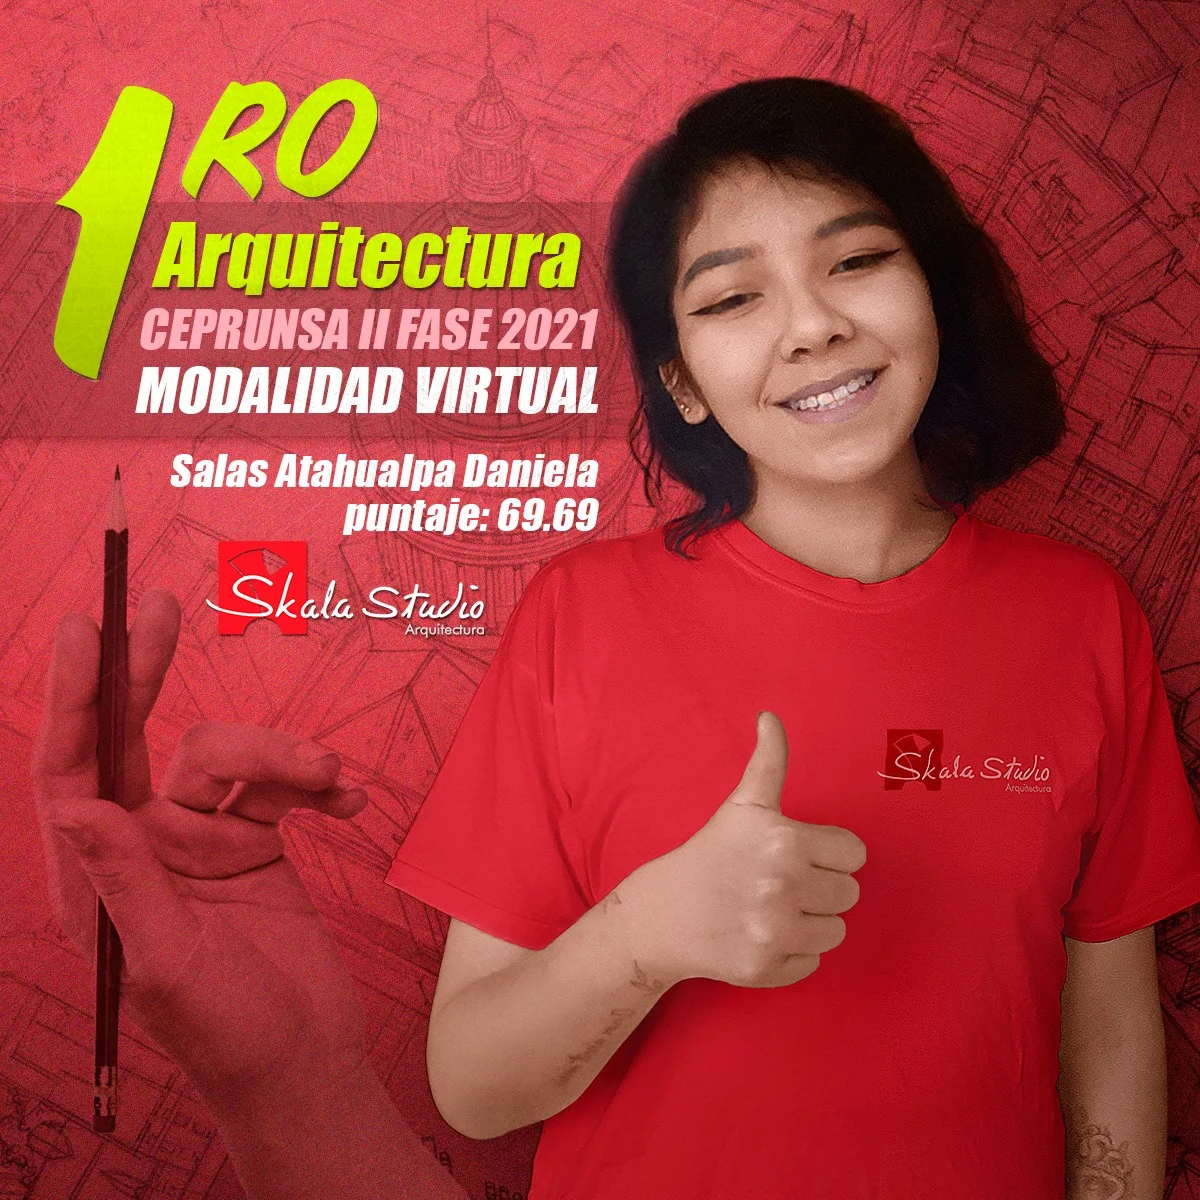 1RO
Arquitectura
CEPRUNSA II FASE 2021
MODALIDAD VIRTUAL
Salas Atahualpa Daniela
puntaje: 69.69
Skala Studio
Arquitectura
Skala Studio
Arquitectura